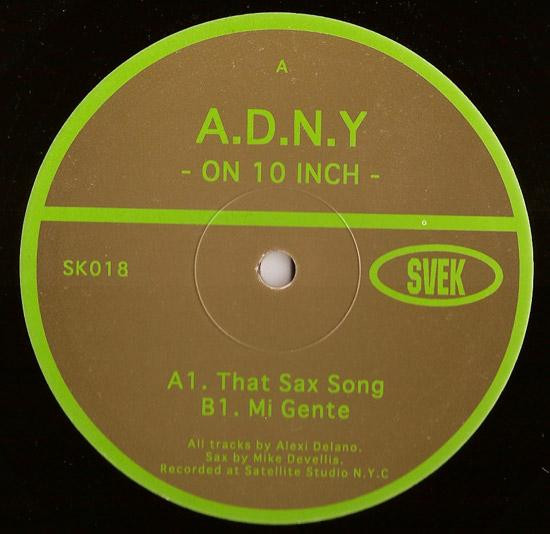 A
A.D.N.Y
- ON 10 INCH -
SK018
SVEK
A1. That Sax Song
B1. Mi Gente
All tracks by Alexi Delano.
Sax by Mike Devellis.
Recorded at Satellite Studio N.Y.C